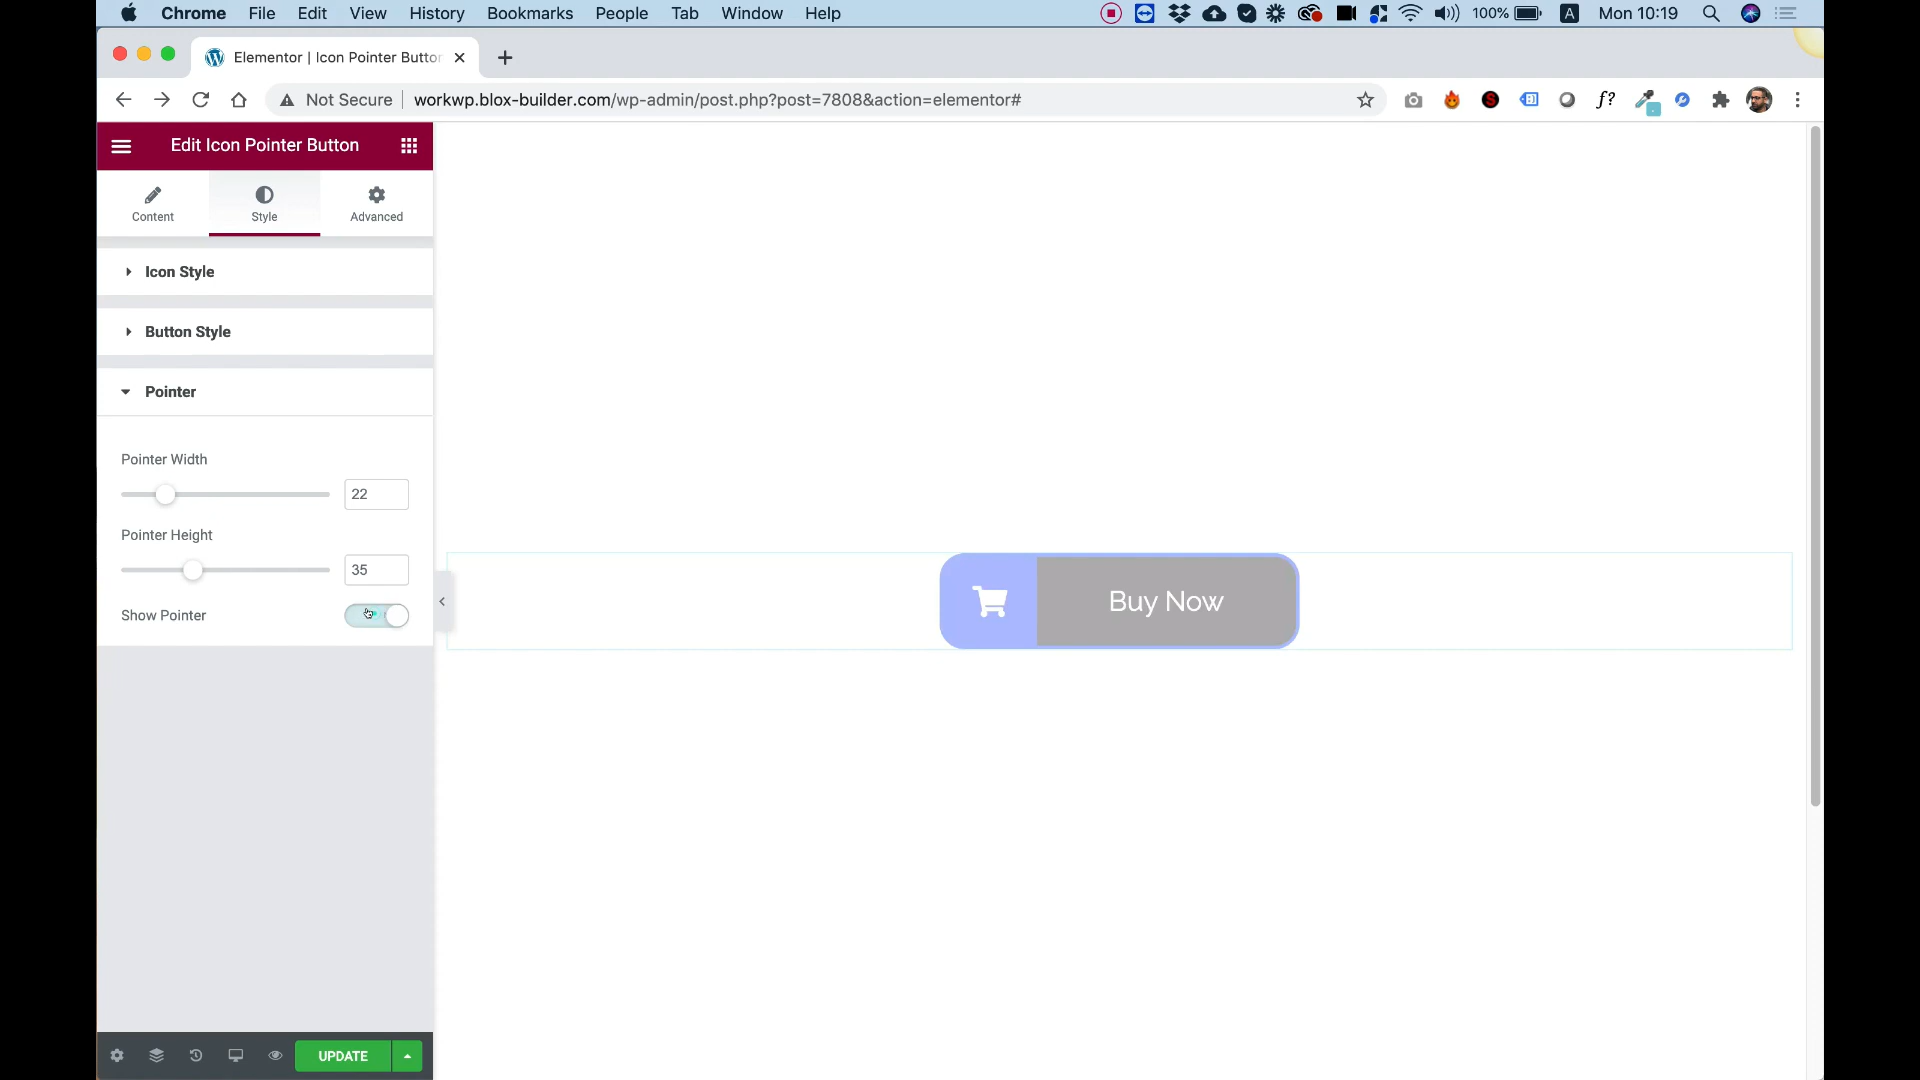 Chrome File Edit View History Bookmarks People Tab Window Help 100% A Mon 10:19
Elementor | Icon Pointer Button
Not Secure workwp.blox-builder.com/wp-admin/post.php?post=7808&action=elementor# S f?
Edit Icon Pointer Button
Content Style Advanced
Icon Style
Button Style
Pointer
Pointer Width
22
Pointer Height
35
Show Pointer
Buy Now
UPDATE